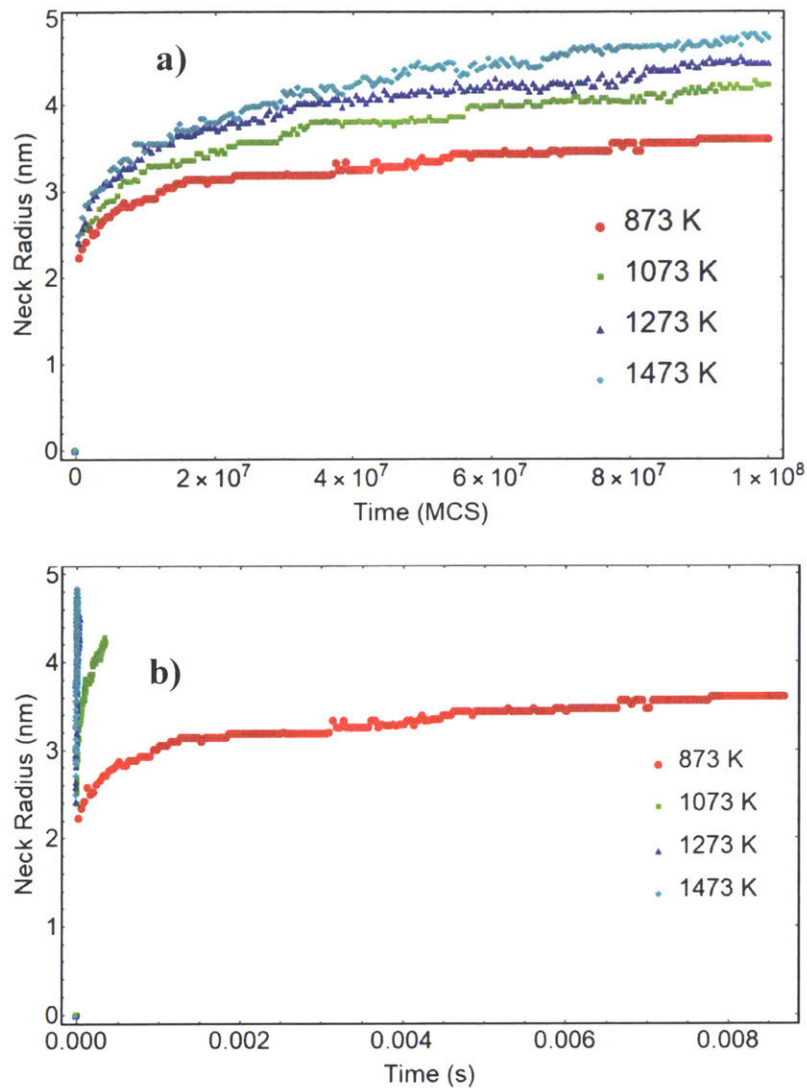 a)
5
4
3
2
1
0
Neck Radius (nm)
873 K
1073 K
1273 K
1473 K
0 2 × 10⁷ 4 × 10⁷ 6 × 10⁷ 8 × 10⁷ 1 × 10⁸
Time (MCS)
b)
5
4
3
2
1
0
Neck Radius (nm)
873 K
1073 K
1273 K
1473 K
0.000 0.002 0.004 0.006 0.008
Time (s)